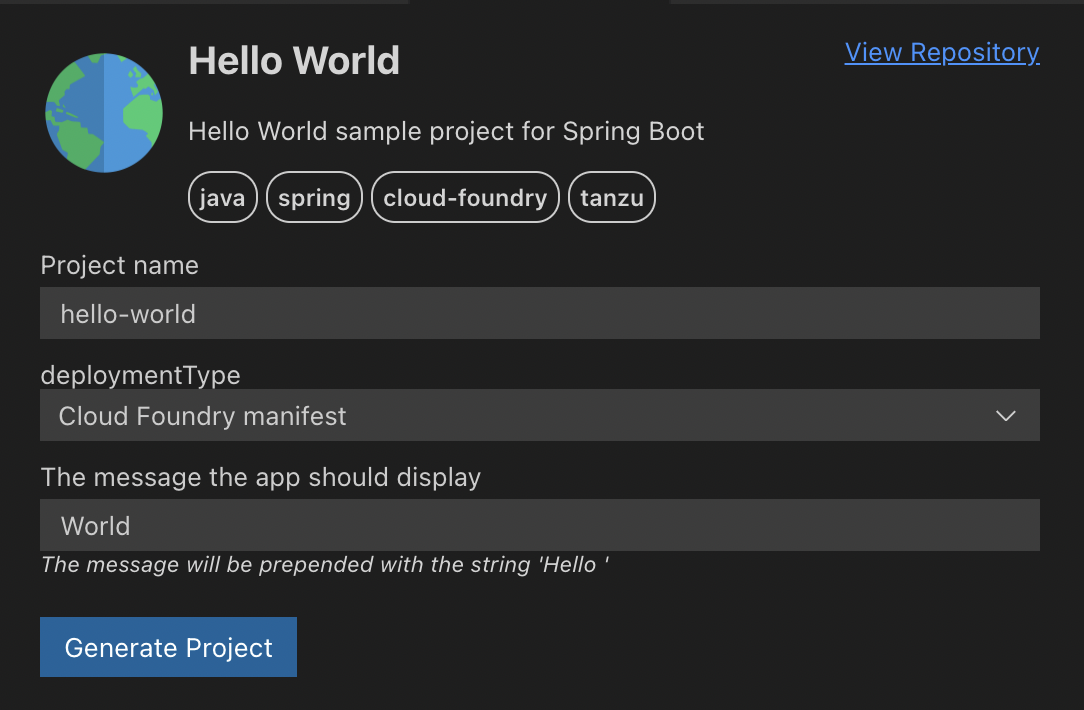 Hello World
View Repository
Hello World sample project for Spring Boot
java spring cloud-foundry tanzu
Project name
hello-world
deploymentType
Cloud Foundry manifest
The message the app should display
World
The message will be prepended with the string 'Hello '
Generate Project